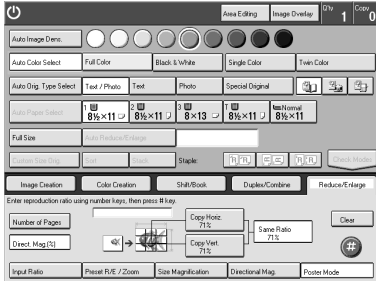 Area Editing Image Overlay Q'ty 1 Copy 0
Auto Image Dens.
Auto Color Select Full Color Black & White Single Color Twin Color
Auto Orig. Type Select Text / Photo Text Photo Special Original
Auto Paper Select 1 8½×11 2 8½×11 3 8×13 T 8½×11 Normal 8½×11
Full Size Auto Reduce/Enlarge
Custom Size Orig. Sort Stack Staple: Check Modes
Image Creation Color Creation Shift/Book Duplex/Combine Reduce/Enlarge
Enter reproduction ratio using number keys, then press # key.
Number of Pages Copy Horiz. 71% Clear
Same Ratio 71%
Direct. Mag.(%) Copy Vert. 71% #
Input Ratio Preset R/E / Zoom Size Magnification Directional Mag. Poster Mode